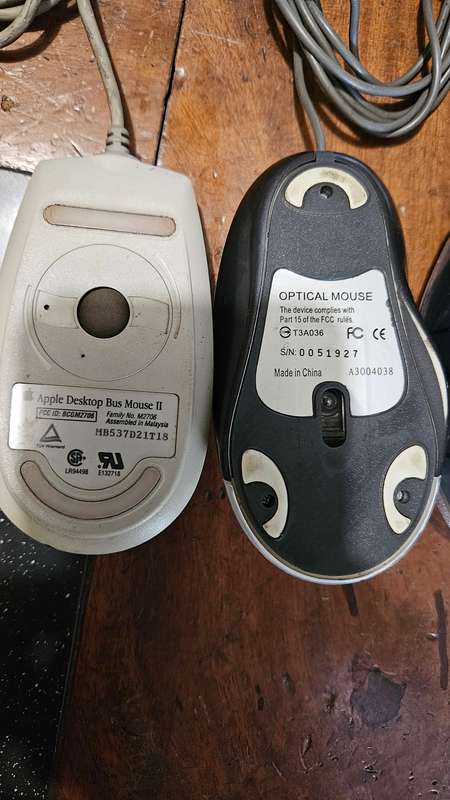 Apple Desktop Bus Mouse II
FCC ID: BCGM2706
Family No. M2706
Assembled in Malaysia
MB537D21T18
LR94498
E132718
OPTICAL MOUSE
The device complies with
Part 15 of the FCC rules
T3A036 FC CE
S/N: 0051927
Made in China A3004038